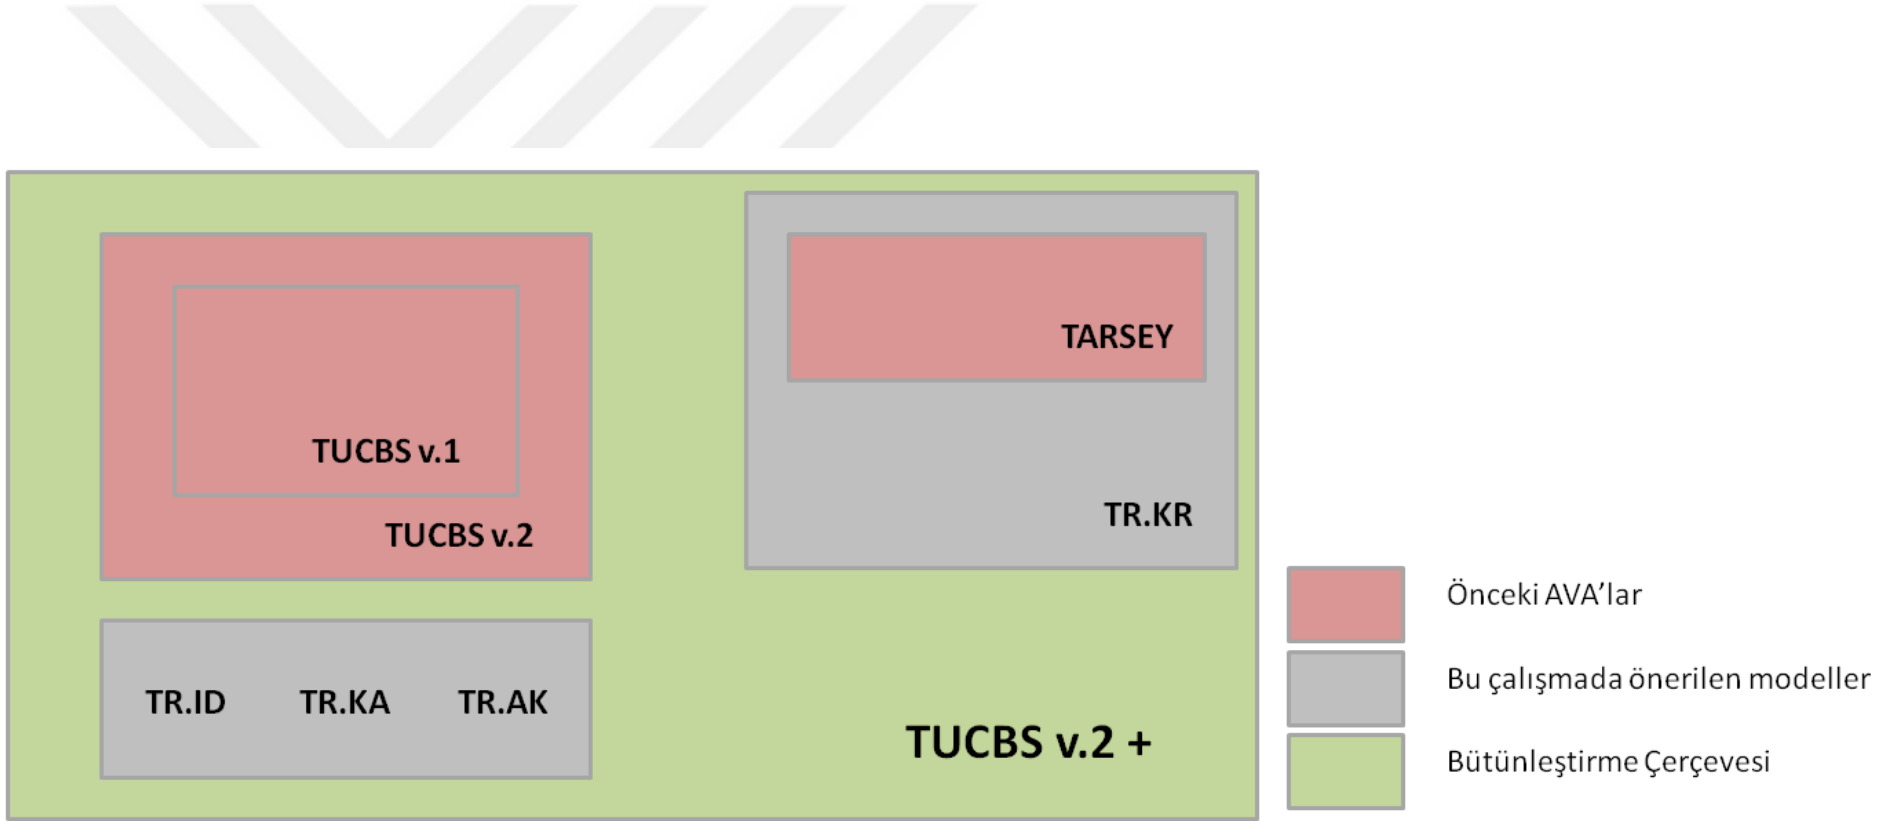 TARSEY
TUCBS v.1
TR.KR
TUCBS v.2
TR.ID TR.KA TR.AK
TUCBS v.2 +
Önceki AVA’lar
Bu çalışmada önerilen modeller
Bütünleştirme Çerçevesi